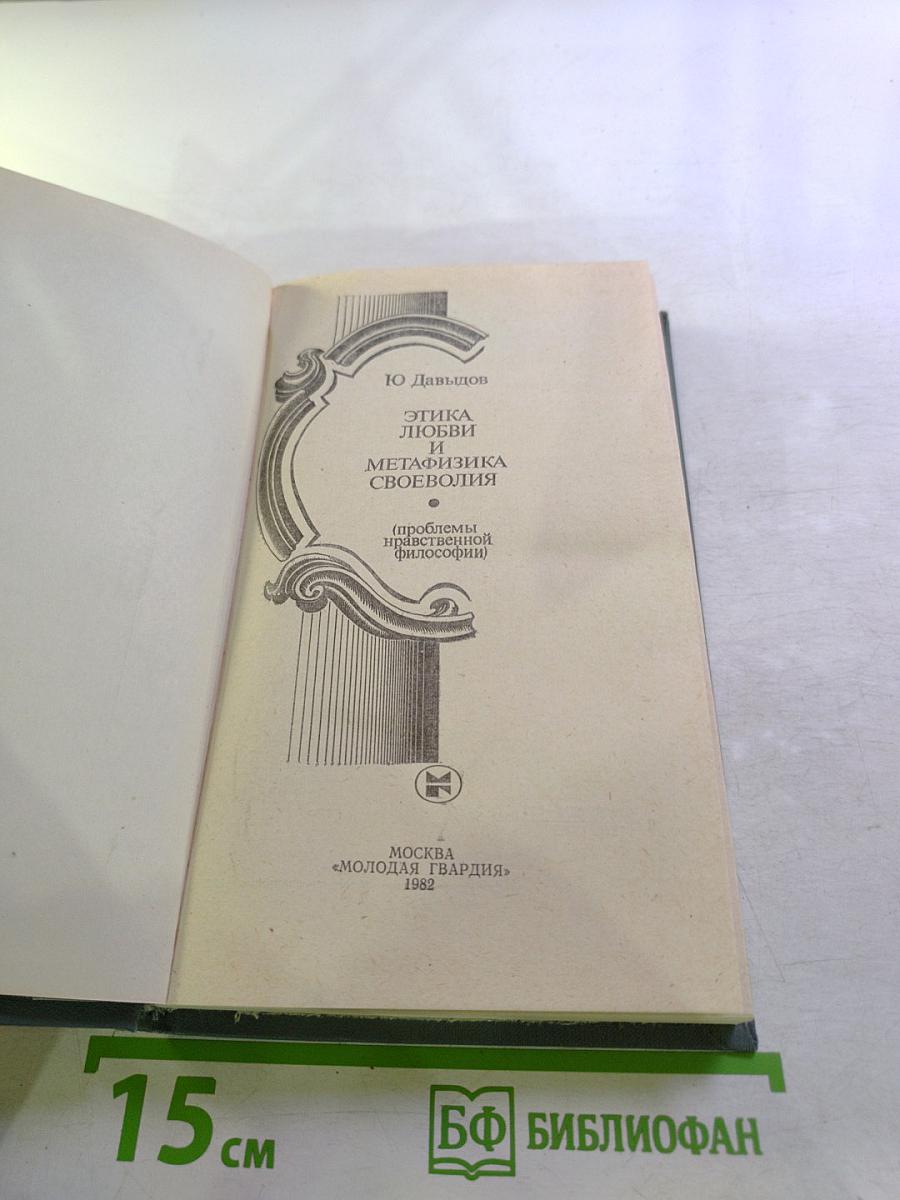 Ю Давыдов
ЭТИКА
ЛЮБВИ
И
МЕТАФИЗИКА
СВОЕВОЛИЯ
(проблемы
нравственной
философии)
МОСКВА
«МОЛОДАЯ ГВАРДИЯ»
1982
15 см
БФ БИБЛИОФАН